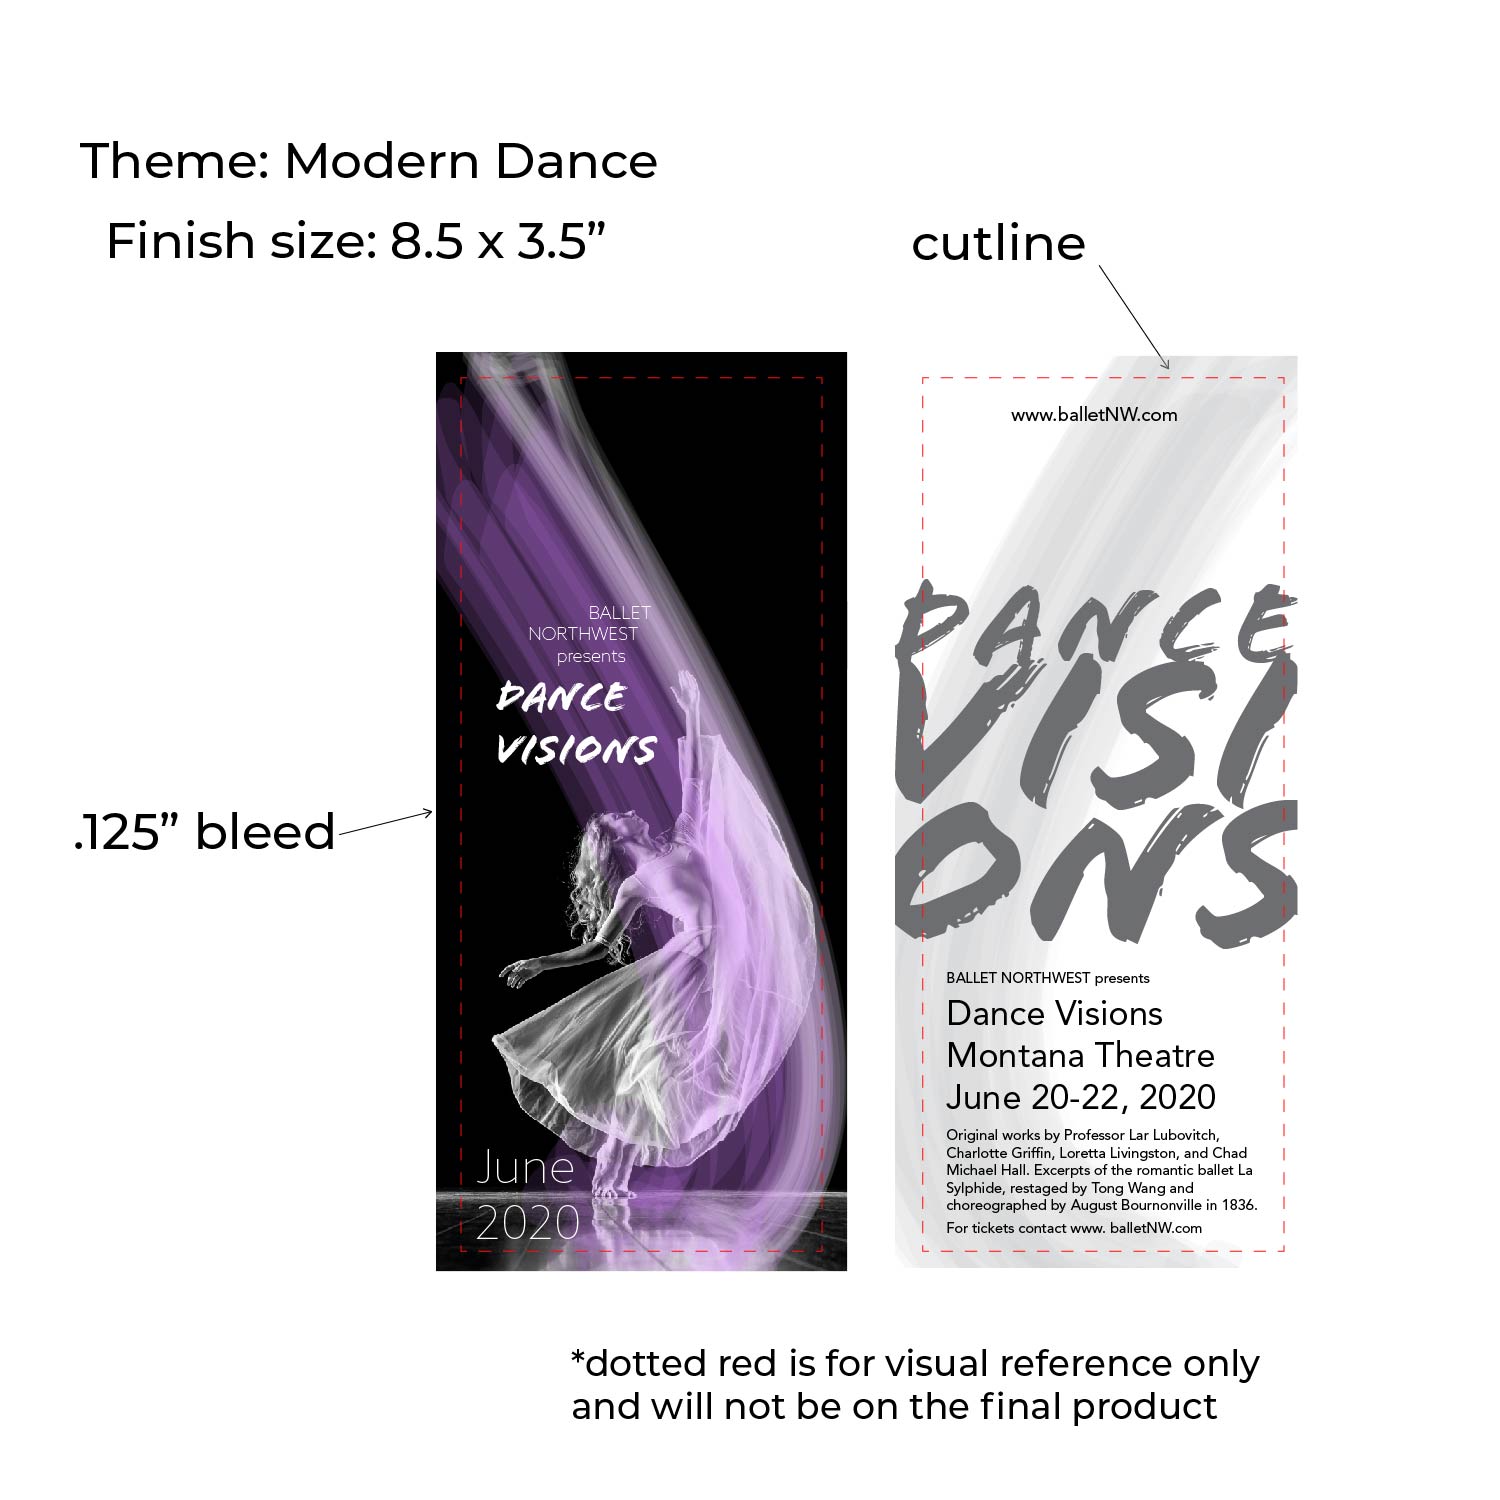 Theme: Modern Dance
Finish size: 8.5 x 3.5”
cutline
.125” bleed
BALLET
NORTHWEST
presents
DANCE
VISIONS
June
2020
www.balletNW.com
DANCE
VISI
ONS
BALLET NORTHWEST presents
Dance Visions
Montana Theatre
June 20-22, 2020
Original works by Professor Lar Lubovitch,
Charlotte Griffin, Loretta Livingston, and Chad
Michael Hall. Excerpts of the romantic ballet La
Sylphide, restaged by Tong Wang and
choreographed by August Bournonville in 1836.
For tickets contact www. balletNW.com
*dotted red is for visual reference only
and will not be on the final product